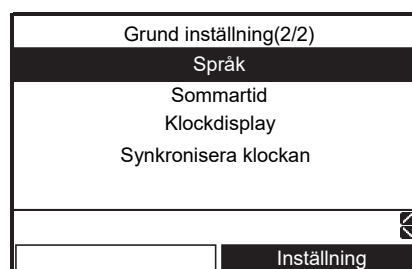 Grund inställning(2/2)
Språk
Sommartid
Klockdisplay
Synkronisera klockan
Inställning